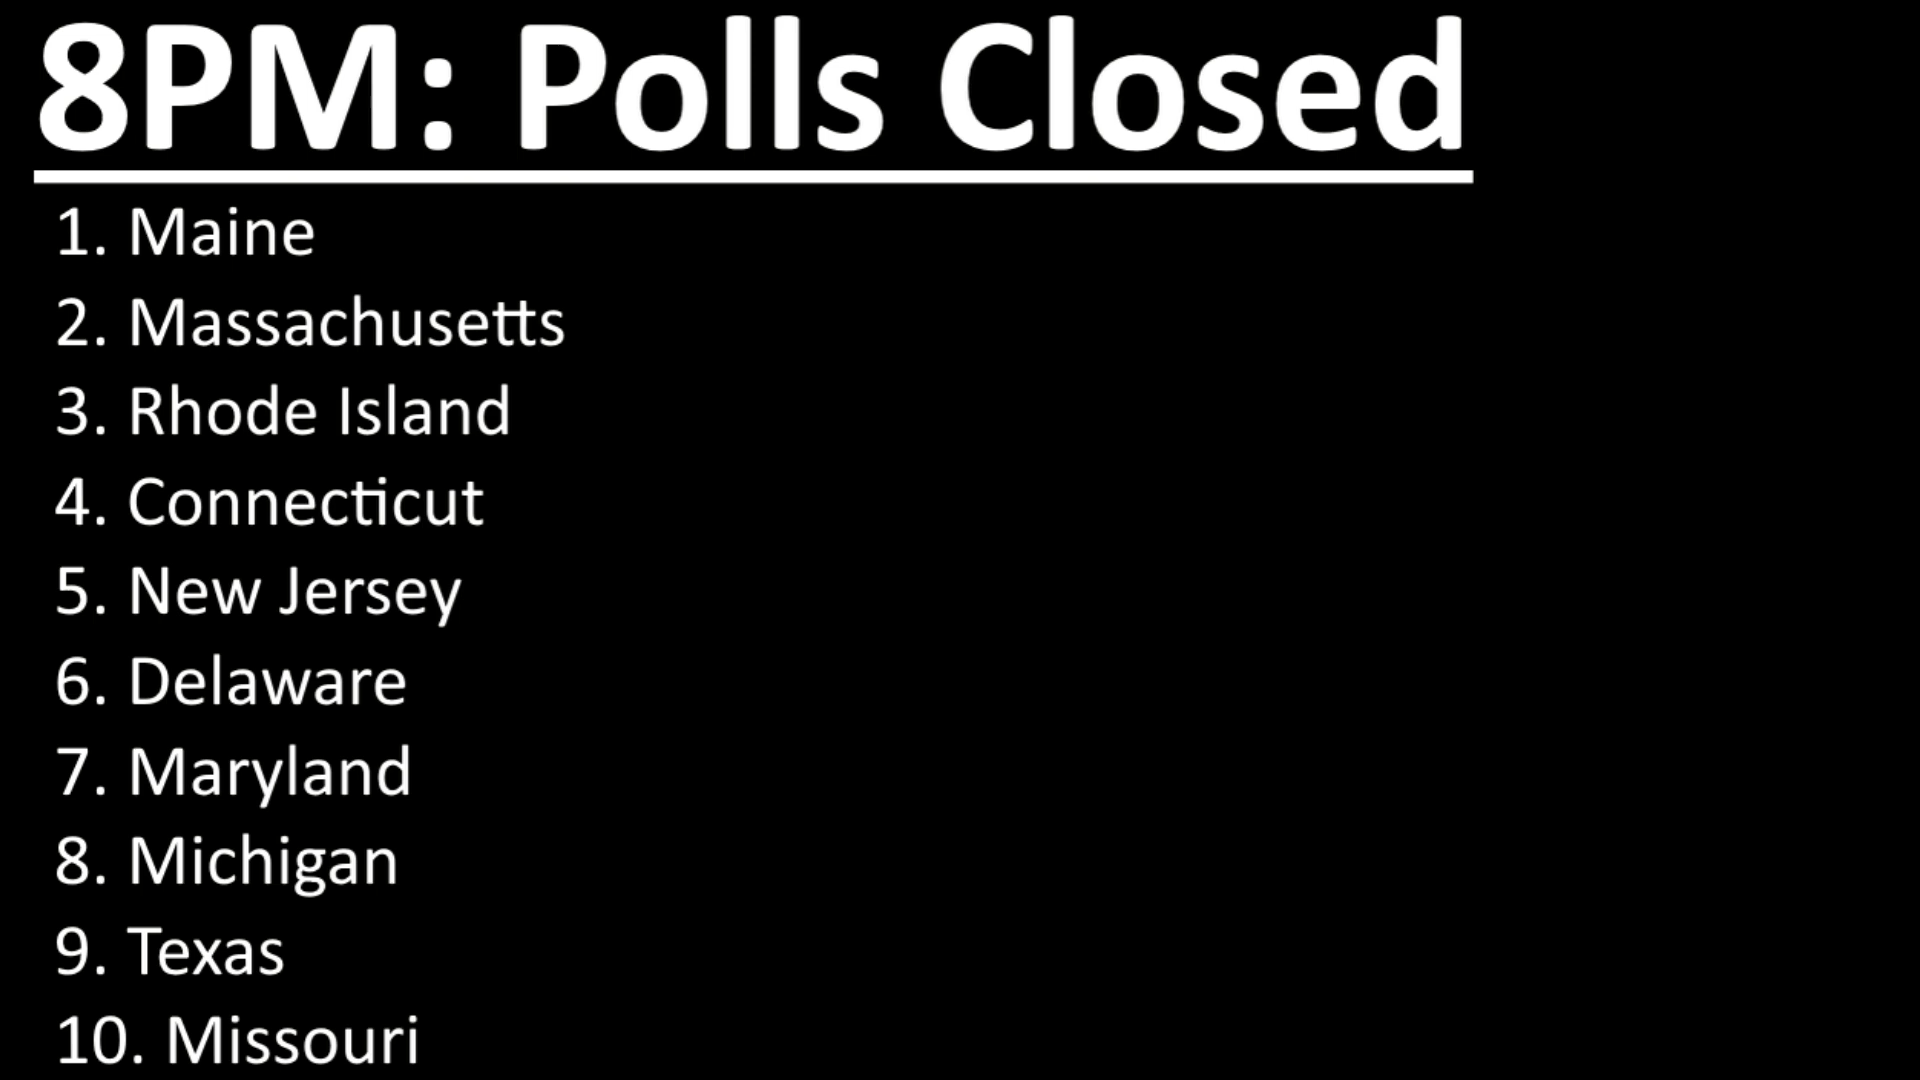 8PM: Polls Closed
1. Maine
2. Massachusetts
3. Rhode Island
4. Connecticut
5. New Jersey
6. Delaware
7. Maryland
8. Michigan
9. Texas
10. Missouri